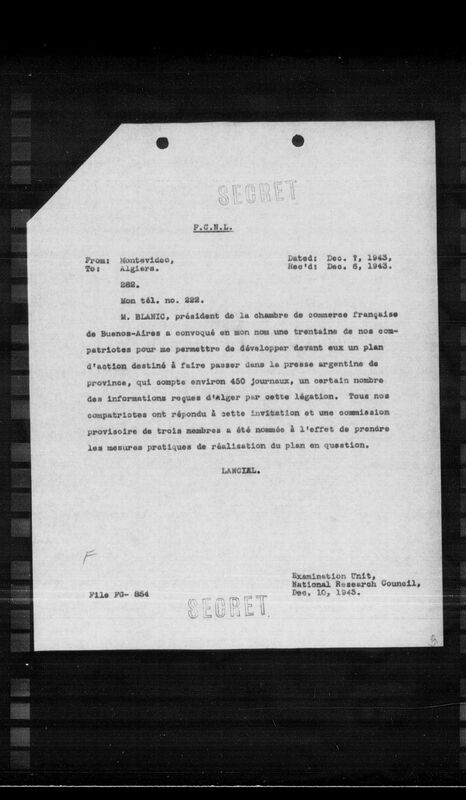 SECRET
F.C.N.L.
From: Montevideo,
To: Algiers.
Dated: Dec. 7, 1943,
Rec'd: Dec. 6, 1943.
282.
Mon tél. no. 222.
M. BLANIC, président de la chambre de commerce française
de Buenos-Aires a convoqué en mon nom une trentaine de nos com-
patriotes pour me permettre de développer devant eux un plan
d'action destiné à faire passer dans la presse argentine de
province, qui compte environ 450 journaux, un certain nombre
des informations reçues d'Alger par cette légation. Tous nos
compatriotes ont répondu à cette invitation et une commission
provisoire de trois membres a été nommée à l'effet de prendre
les mesures pratiques de réalisation du plan en question.
LANCIAL.
F
Examination Unit,
National Research Council,
Dec. 10, 1943.
File FG- 854
SECRET